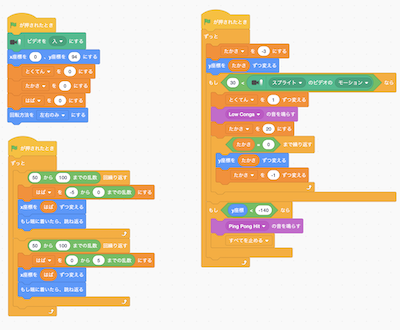 が押されたとき
ビデオを 入 にする
x座標を 0 、y座標を 94 にする
とくてん を 0 にする
たかさ を 0 にする
はば を 0 にする
回転方法を 左右のみ にする
が押されたとき
ずっと
50 から 100 までの乱数 回繰り返す
はば を -5 から 0 までの乱数 にする
x座標を はば ずつ変える
もし端に着いたら、跳ね返る
50 から 100 までの乱数 回繰り返す
はば を 0 から 5 までの乱数 にする
x座標を はば ずつ変える
もし端に着いたら、跳ね返る
が押されたとき
ずっと
たかさ を -3 にする
y座標を たかさ ずつ変える
もし 30 < スプライト のビデオの モーション なら
とくてん を 1 ずつ変える
Low Conga の音を鳴らす
たかさ を 20 にする
たかさ < 0 まで繰り返す
y座標を たかさ ずつ変える
たかさ を -1 ずつ変える
もし y座標 < -140 なら
Ping Pong Hit の音を鳴らす
すべてを止める